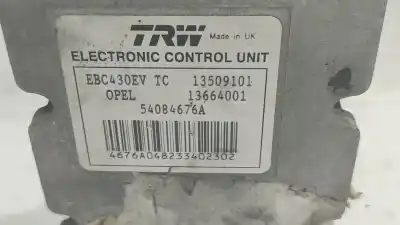 TRW Made in UK
ELECTRONIC CONTROL UNIT
EBC430EV TC 13509101
OPEL 13664001
54084676A
4676A048233402302